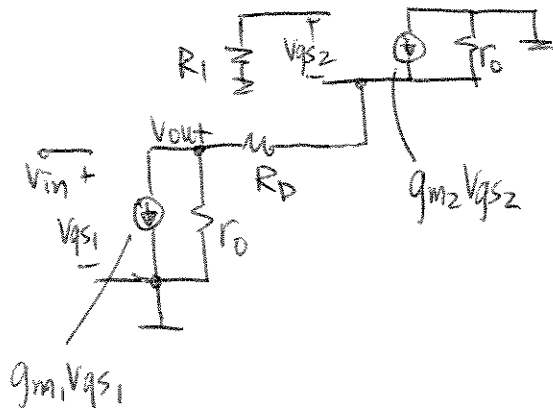 R1
+
Vgs2
-
ro
Vout
RD
gm2Vgs2
Vin +
Vgs1
-
ro
gm1Vgs1